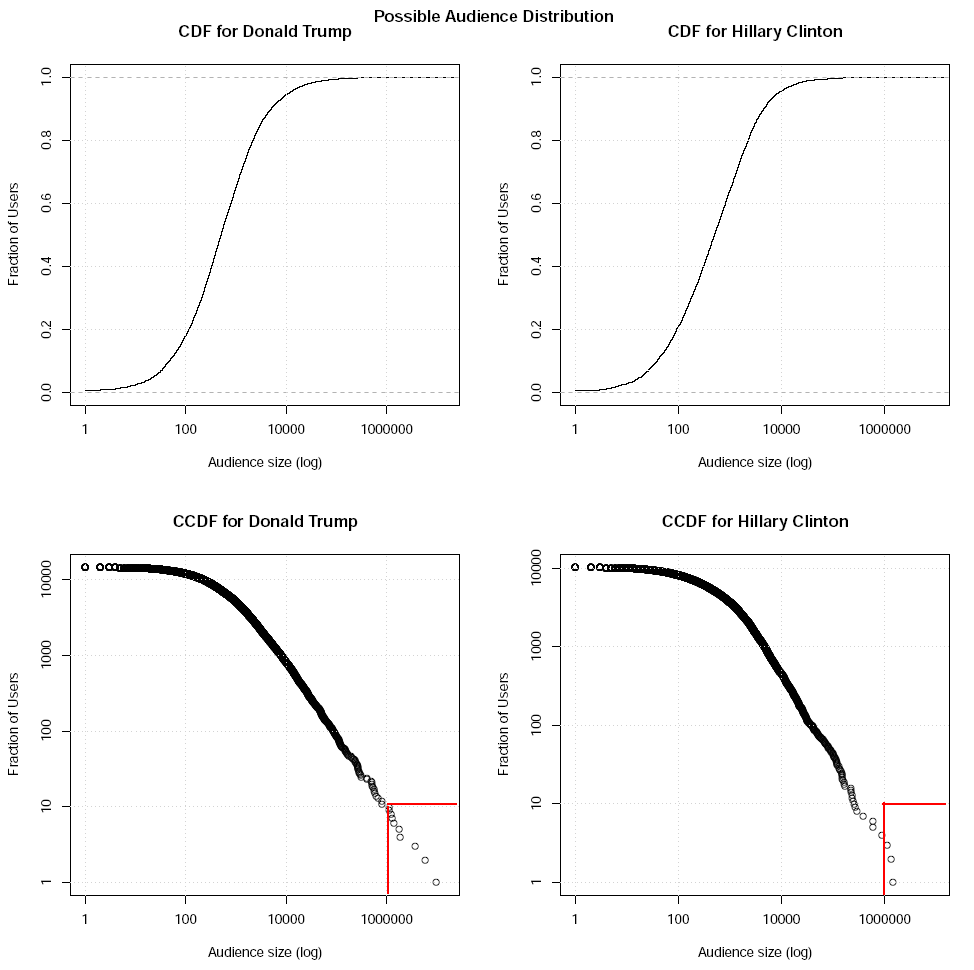 Possible Audience Distribution
CDF for Donald Trump
Fraction of Users
0.0 0.2 0.4 0.6 0.8 1.0
1 100 10000 1000000
Audience size (log)
CDF for Hillary Clinton
Fraction of Users
0.0 0.2 0.4 0.6 0.8 1.0
1 100 10000 1000000
Audience size (log)
CCDF for Donald Trump
Fraction of Users
1 10 100 1000 10000
1 100 10000 1000000
Audience size (log)
CCDF for Hillary Clinton
Fraction of Users
1 10 100 1000 10000
1 100 10000 1000000
Audience size (log)